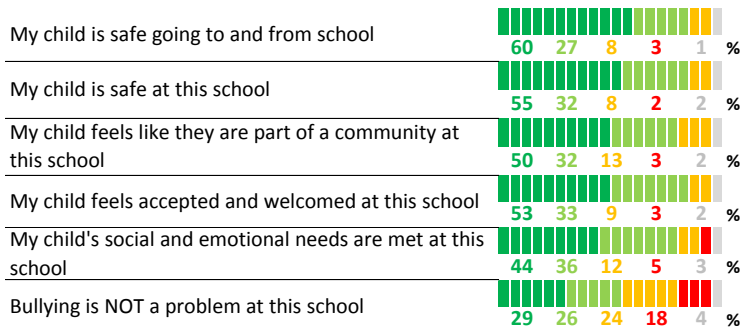 My child is safe going to and from school
60 27 8 3 1 %
My child is safe at this school
55 32 8 2 2 %
My child feels like they are part of a community at
this school
50 32 13 3 2 %
My child feels accepted and welcomed at this school
53 33 9 3 2 %
My child's social and emotional needs are met at this
school
44 36 12 5 3 %
Bullying is NOT a problem at this school
29 26 24 18 4 %